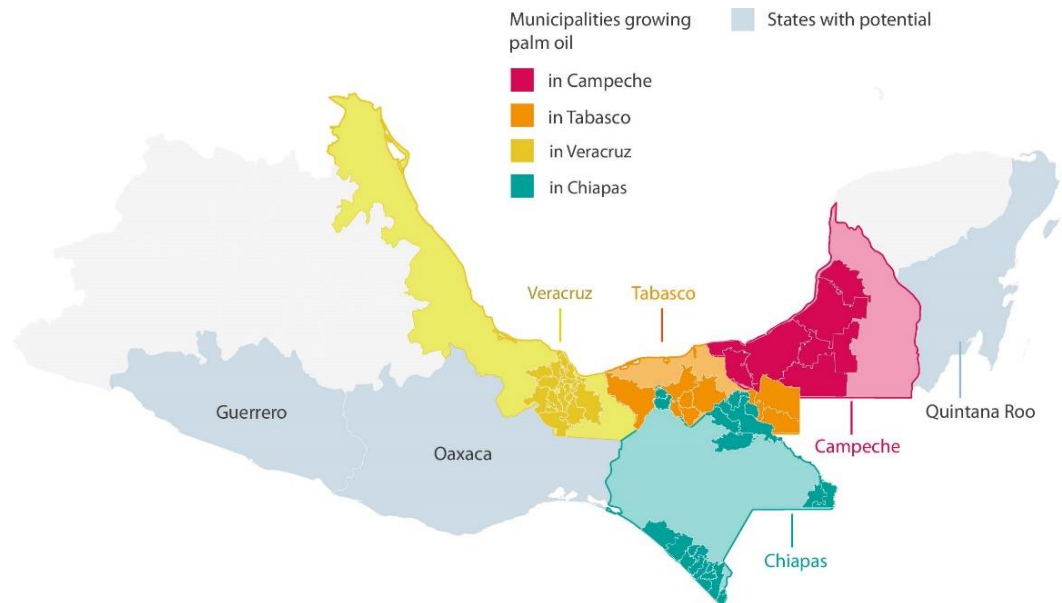 Municipalities growing
palm oil
in Campeche
in Tabasco
in Veracruz
in Chiapas
States with potential
Veracruz
Tabasco
Guerrero
Oaxaca
Quintana Roo
Campeche
Chiapas